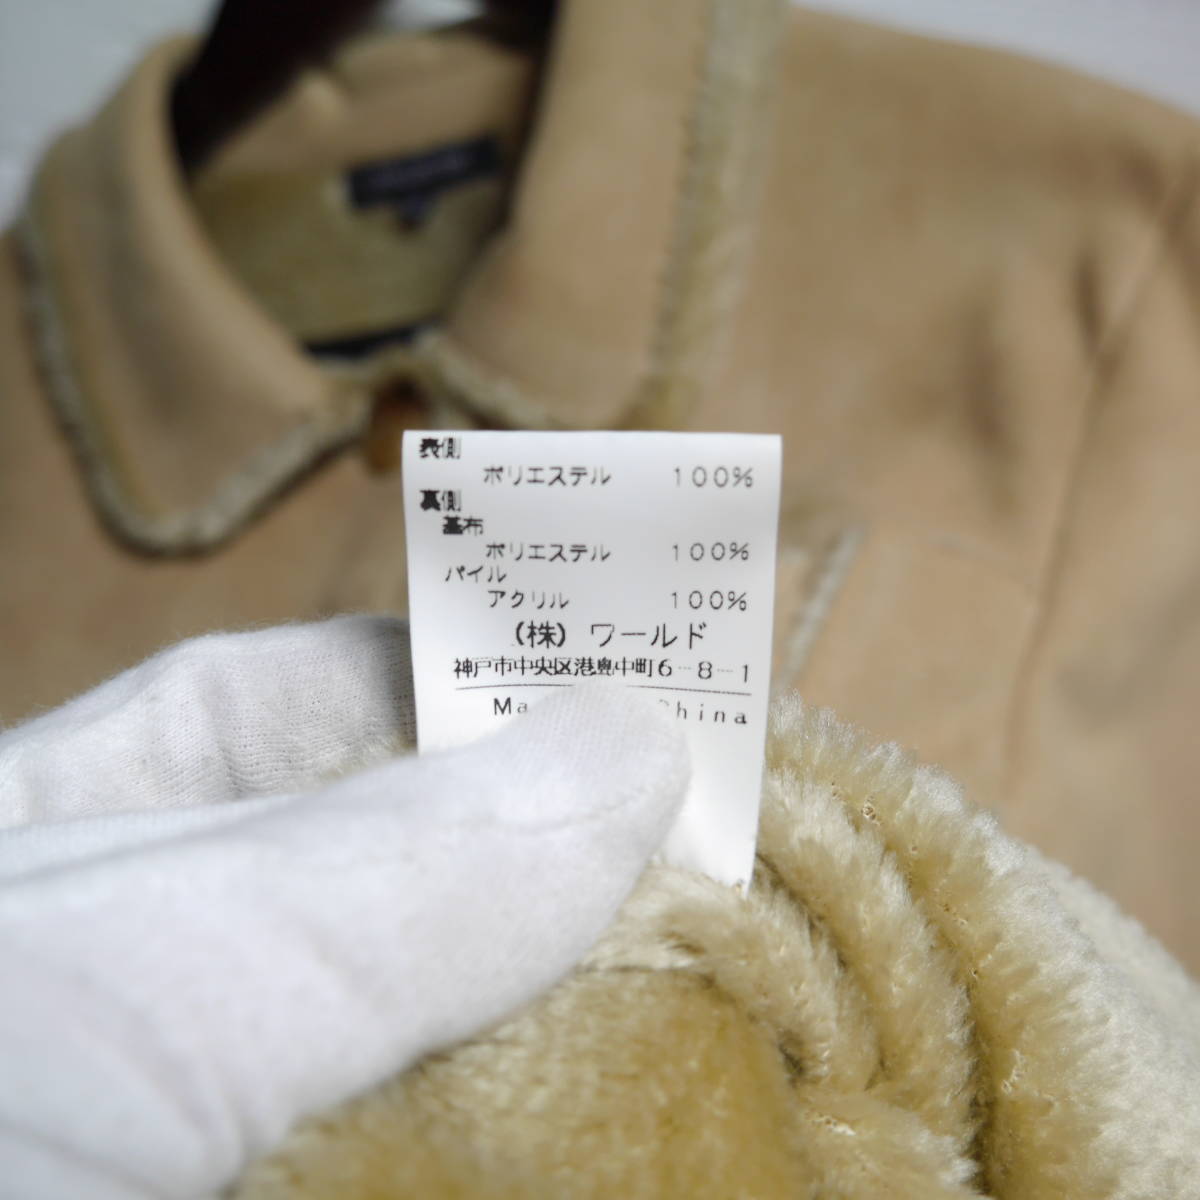 表側
ポリエステル 100%
裏側
基布
ポリエステル 100%
パイル
アクリル 100%
(株) ワールド
神戸市中央区港島中町6-8-1
China